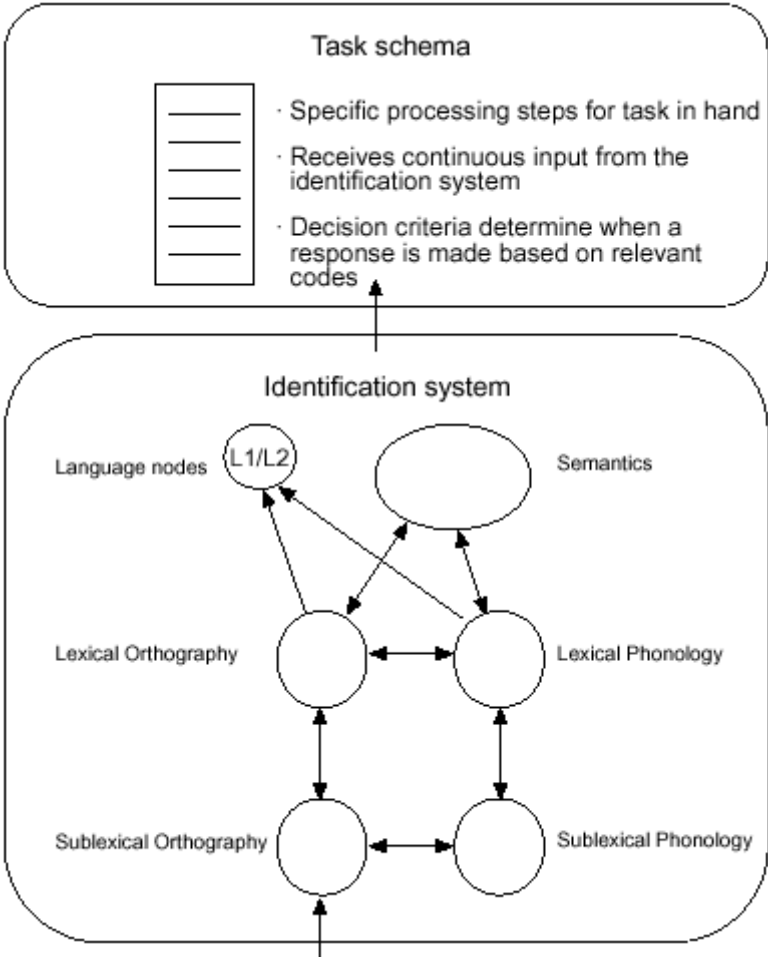 Task schema
· Specific processing steps for task in hand
· Receives continuous input from the
identification system
· Decision criteria determine when a
response is made based on relevant
codes
Identification system
Language nodes
L1/L2
Semantics
Lexical Orthography
Lexical Phonology
Sublexical Orthography
Sublexical Phonology